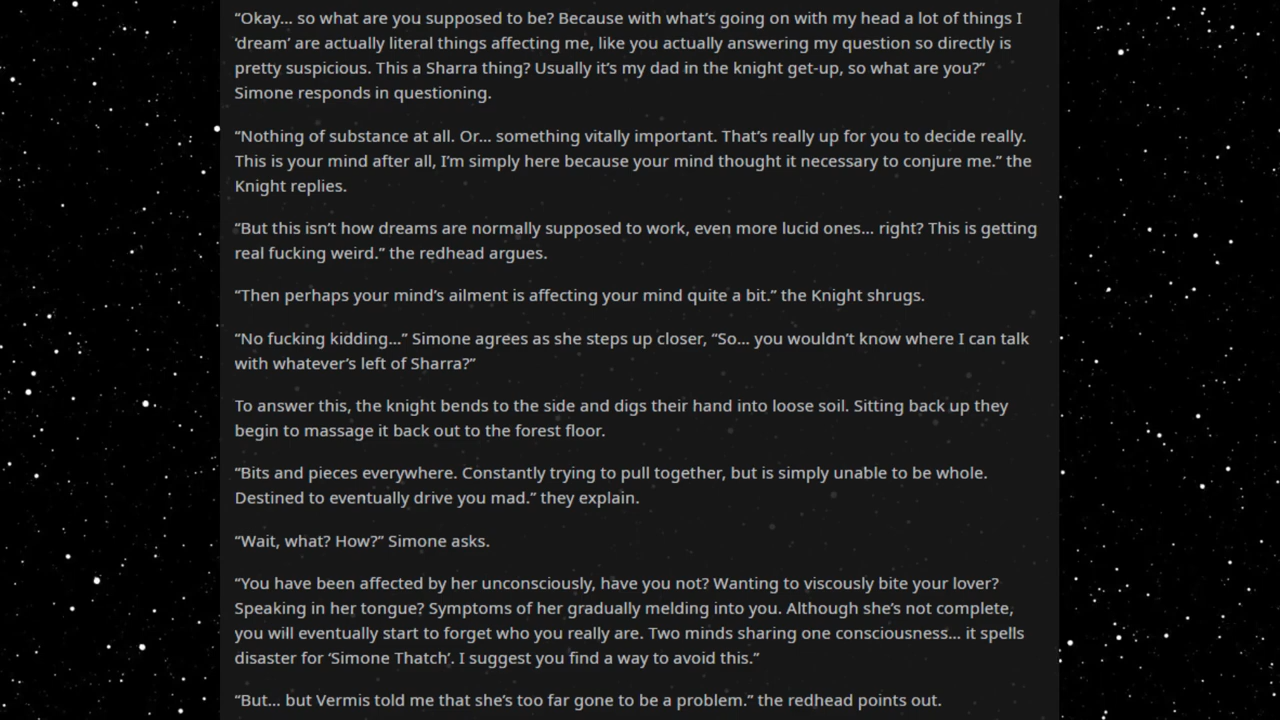 “Okay… so what are you supposed to be? Because with what’s going on with my head a lot of things I
‘dream’ are actually literal things affecting me, like you actually answering my question so directly is
pretty suspicious. This a Sharra thing? Usually it’s my dad in the knight get-up, so what are you?”
Simone responds in questioning.
“Nothing of substance at all. Or… something vitally important. That’s really up for you to decide really.
This is your mind after all, I’m simply here because your mind thought it necessary to conjure me.” the
Knight replies.
“But this isn’t how dreams are normally supposed to work, even more lucid ones… right? This is getting
real fucking weird.” the redhead argues.
“Then perhaps your mind’s ailment is affecting your mind quite a bit.” the Knight shrugs.
“No fucking kidding…” Simone agrees as she steps up closer, “So… you wouldn’t know where I can talk
with whatever’s left of Sharra?”
To answer this, the knight bends to the side and digs their hand into loose soil. Sitting back up they
begin to massage it back out to the forest floor.
“Bits and pieces everywhere. Constantly trying to pull together, but is simply unable to be whole.
Destined to eventually drive you mad.” they explain.
“Wait, what? How?” Simone asks.
“You have been affected by her unconsciously, have you not? Wanting to viscously bite your lover?
Speaking in her tongue? Symptoms of her gradually melding into you. Although she’s not complete,
you will eventually start to forget who you really are. Two minds sharing one consciousness… it spells
disaster for ‘Simone Thatch’. I suggest you find a way to avoid this.”
“But… but Vermis told me that she’s too far gone to be a problem.” the redhead points out.